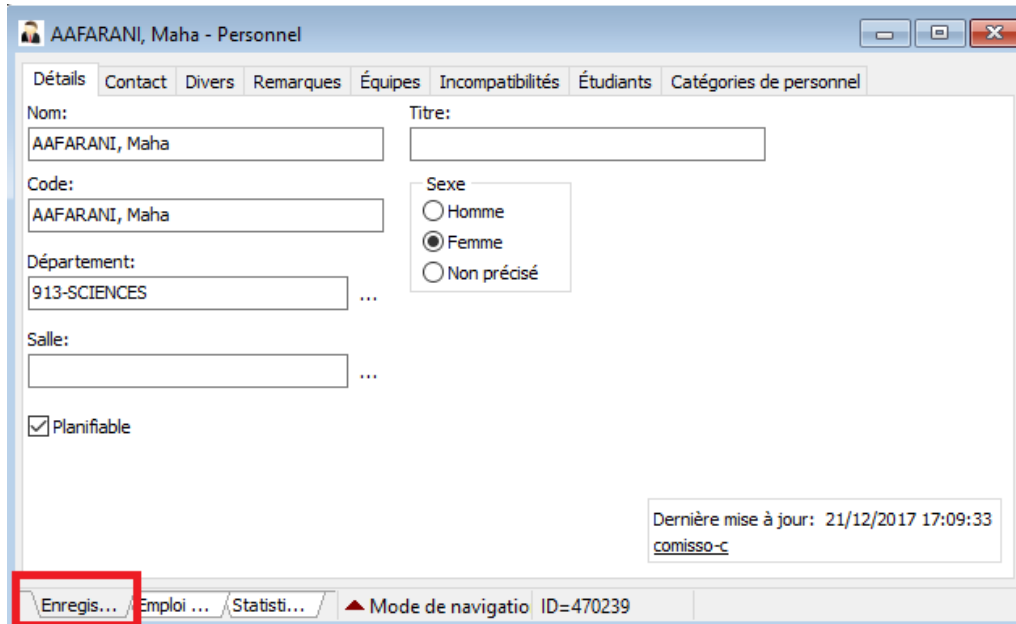 AAFARANI, Maha - Personnel
Détails Contact Divers Remarques Équipes Incompatibilités Étudiants Catégories de personnel
Nom: Titre:
AAFARANI, Maha
Code: Sexe
AAFARANI, Maha Homme
Femme
Département: Non précisé
913-SCIENCES ...
Salle:
...
Planifiable
Dernière mise à jour: 21/12/2017 17:09:33
comisso-c
Enregis... Emploi ... Statisti... Mode de navigatio ID=470239